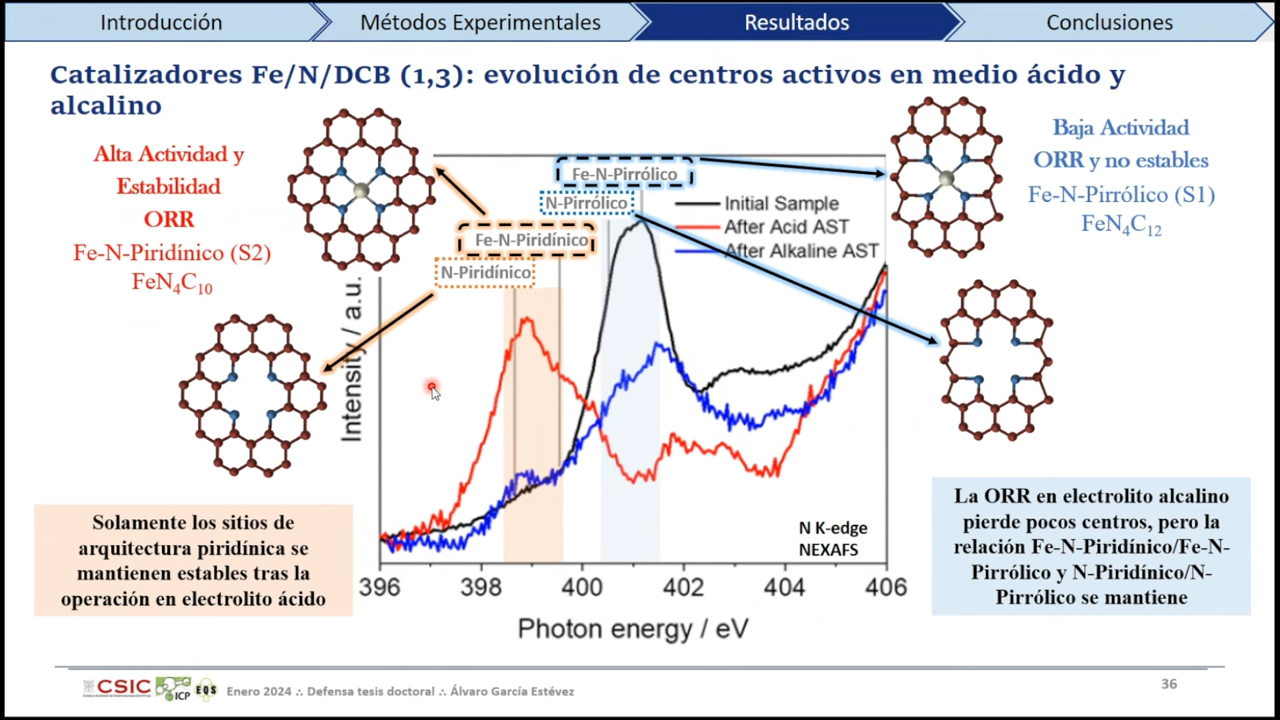 Introducción
Métodos Experimentales
Resultados
Conclusiones
Catalizadores Fe/N/DCB (1,3): evolución de centros activos en medio ácido y
alcalino
Alta Actividad y
Estabilidad
ORR
Fe-N-Piridínico (S2)
FeN₄C₁₀
Fe-N-Pirrólico
N-Pirrólico
Fe-N-Piridínico
N-Piridínico
Initial Sample
After Acid AST
After Alkaline AST
Baja Actividad
ORR y no estables
Fe-N-Pirrólico (S1)
FeN₄C₁₂
Intensity / a.u.
N K-edge
NEXAFS
396 398 400 402 404 406
Photon energy / eV
Solamente los sitios de
arquitectura piridínica se
mantienen estables tras la
operación en electrolito ácido
La ORR en electrolito alcalino
pierde pocos centros, pero la
relación Fe-N-Piridínico/Fe-N-
Pirrólico y N-Piridínico/N-
Pirrólico se mantiene
CSIC
ICP
EQS
Enero 2024 ∴ Defensa tesis doctoral ∴ Álvaro García Estévez
36